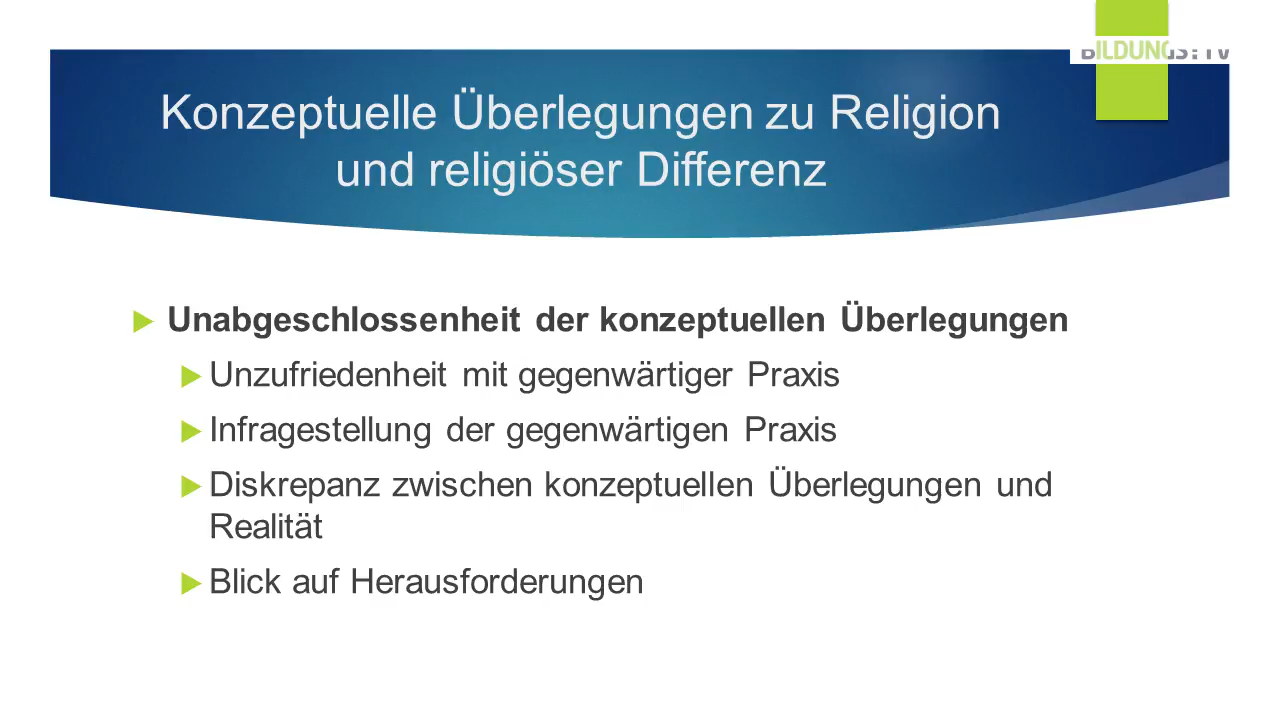 BILDUNGS:TV
Konzeptuelle Überlegungen zu Religion
und religiöser Differenz
Unabgeschlossenheit der konzeptuellen Überlegungen
Unzufriedenheit mit gegenwärtiger Praxis
Infragestellung der gegenwärtigen Praxis
Diskrepanz zwischen konzeptuellen Überlegungen und
Realität
Blick auf Herausforderungen